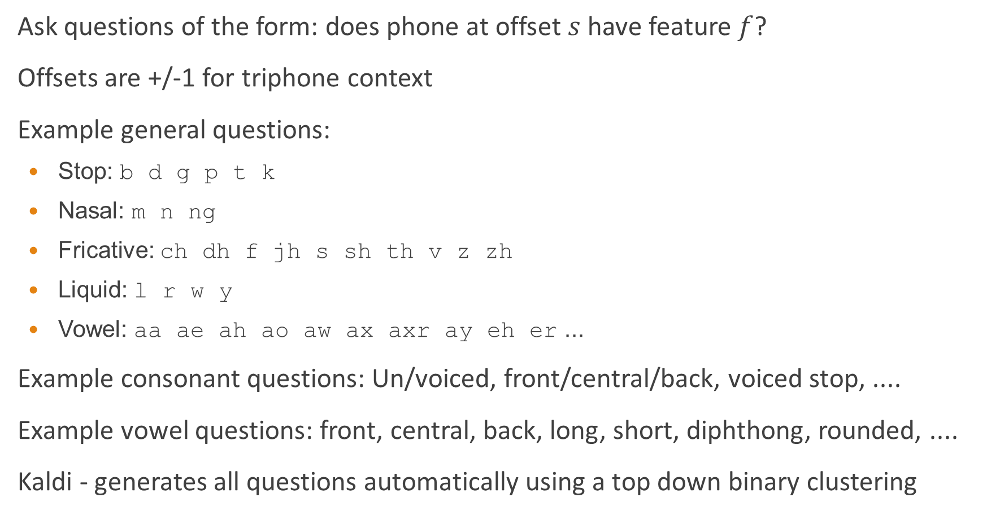 Ask questions of the form: does phone at offset s have feature f?
Offsets are +/-1 for triphone context
Example general questions:
• Stop: b d g p t k
• Nasal: m n ng
• Fricative: ch dh f jh s sh th v z zh
• Liquid: l r w y
• Vowel: aa ae ah ao aw ax axr ay eh er ...
Example consonant questions: Un/voiced, front/central/back, voiced stop, ....
Example vowel questions: front, central, back, long, short, diphthong, rounded, ....
Kaldi - generates all questions automatically using a top down binary clustering